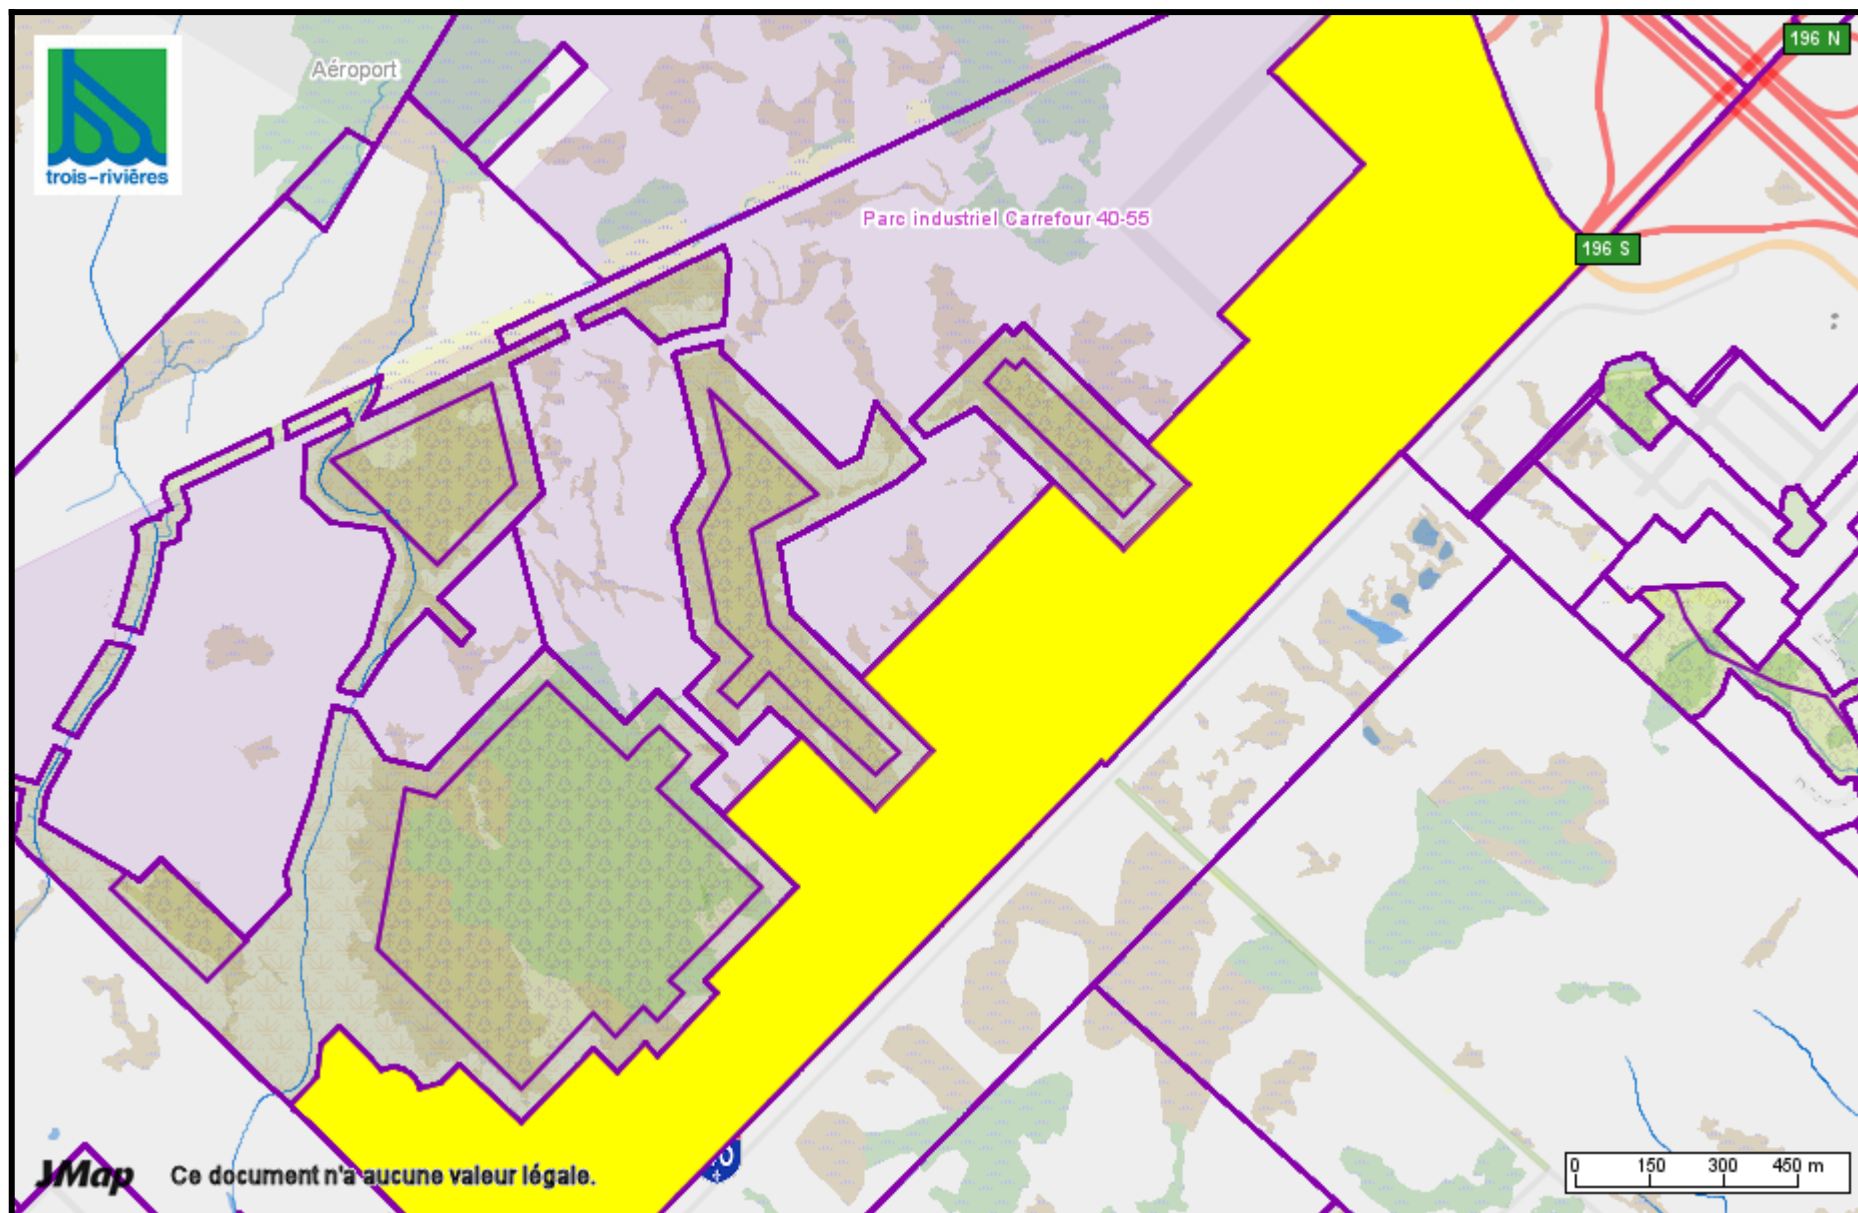 196 N
Aéroport
trois-rivières
Parc industriel Carrefour 40-55
196 S
JMap
Ce document n'a aucune valeur légale.
0 150 300 450 m